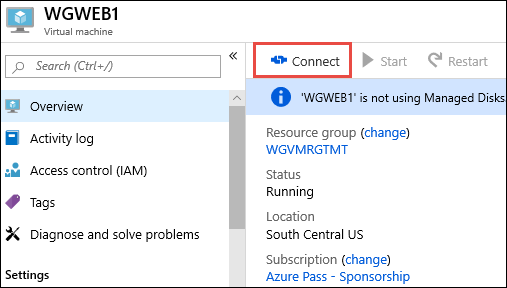 WGWEB1
Virtual machine
«
Search (Ctrl+/)
Overview
Activity log
Access control (IAM)
Tags
Diagnose and solve problems
Settings
Connect
Start
Restart
'WGWEB1' is not using Managed Disks.
Resource group (change)
WGVMRGTMT
Status
Running
Location
South Central US
Subscription (change)
Azure Pass - Sponsorship